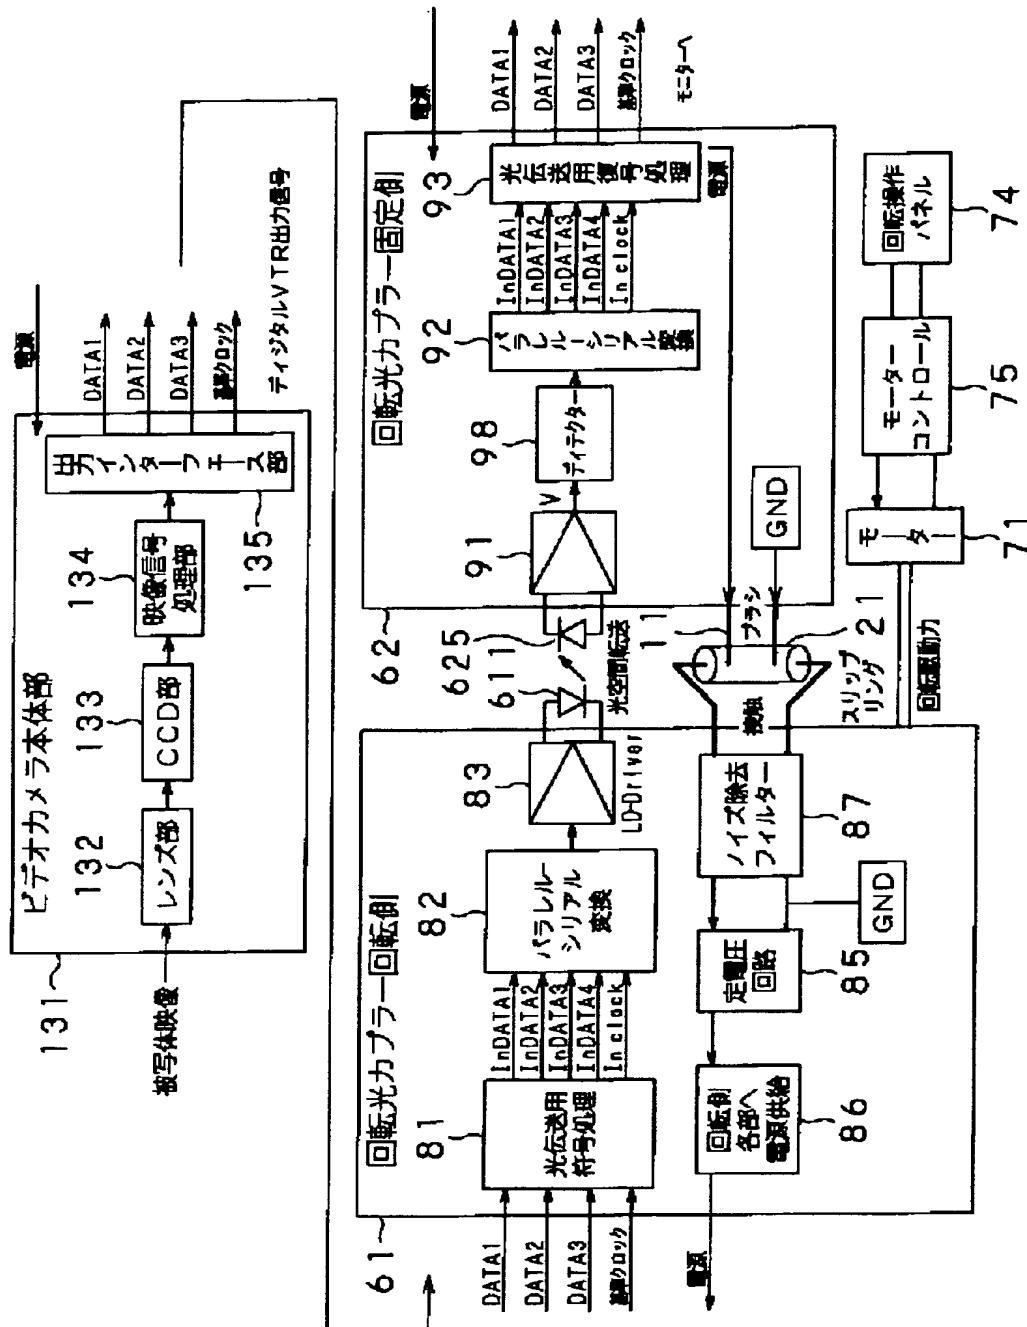 131
ビデオカメラ本体部
被写体映像
132
レンズ部
133
CCD部
134
映像信号
処理部
135
出力インターフェース部
電源
DATA1
DATA2
DATA3
基準クロック
ディジタルVTR出力信号
61
回転光カプラー回転側
DATA1
DATA2
DATA3
基準クロック
81
光伝送用
符号処理
InDATA1
InDATA2
InDATA3
InDATA4
In clock
82
パラレルー
シリアル
変換
83
LD-Driver
611
625
光空間転送
電源
86
回転側
各部へ
電源供給
85
定電圧
回路
GND
87
ノイズ除去
フィルター
接触
スリップ
リング
21
ブラシ
11
回転駆動力
62
回転光カプラー固定側
91
V
98
ディテクター
92
パラレルーシリアル
変換
InDATA1
InDATA2
InDATA3
InDATA4
In clock
93
光伝送用復号
処理
電源
DATA1
DATA2
DATA3
基準クロック
モニターへ
電源
GND
71
モーター
75
モーター
コントロール
74
回転操作
パネル